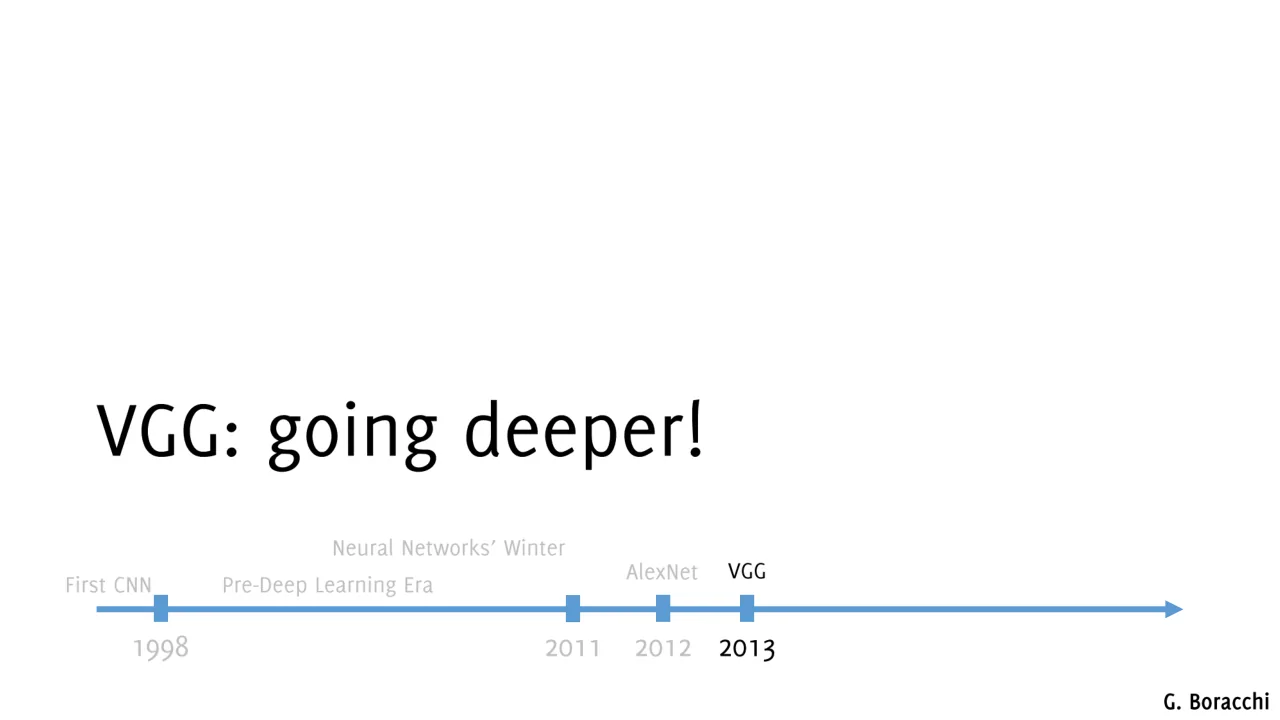 VGG: going deeper!
Neural Networks’ Winter
First CNN Pre-Deep Learning Era AlexNet VGG
1998 2011 2012 2013
G. Boracchi